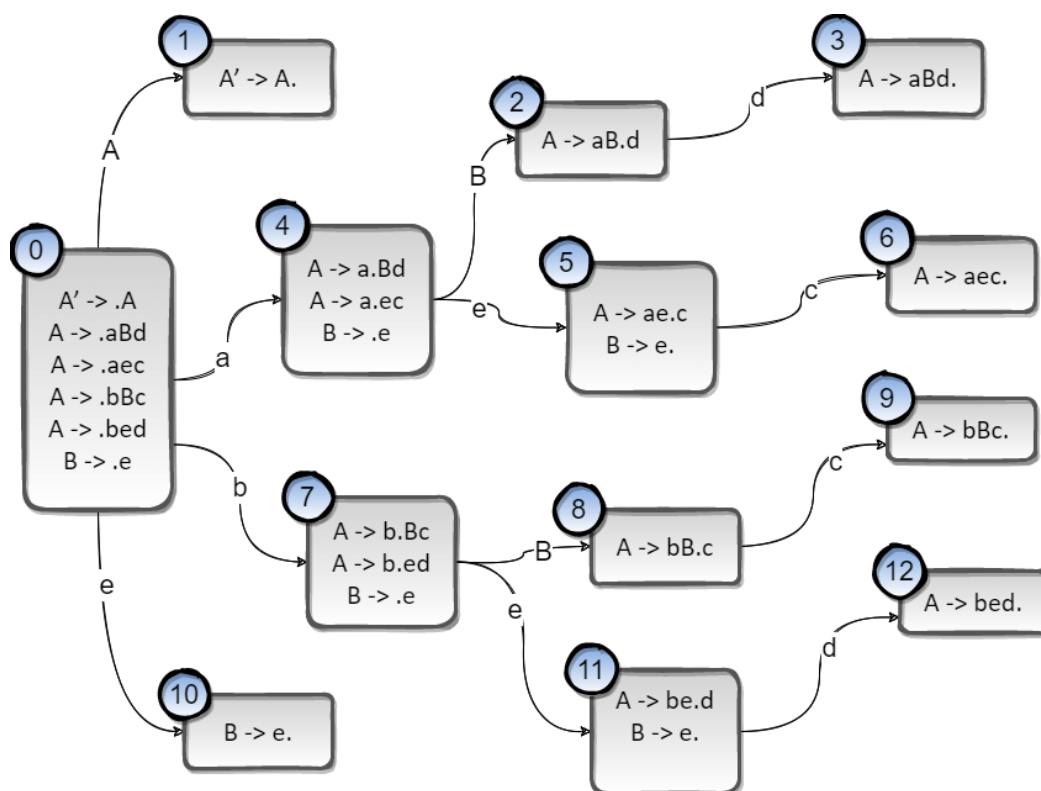 1
A' -> A.
A
0
A' -> .A
A -> .aBd
A -> .aec
A -> .bBc
A -> .bed
B -> .e
a
4
A -> a.Bd
A -> a.ec
B -> .e
B
2
A -> aB.d
d
3
A -> aBd.
e
5
A -> ae.c
B -> e.
c
6
A -> aec.
b
7
A -> b.Bc
A -> b.ed
B -> .e
B
8
A -> bB.c
c
9
A -> bBc.
e
11
A -> be.d
B -> e.
d
12
A -> bed.
e
10
B -> e.